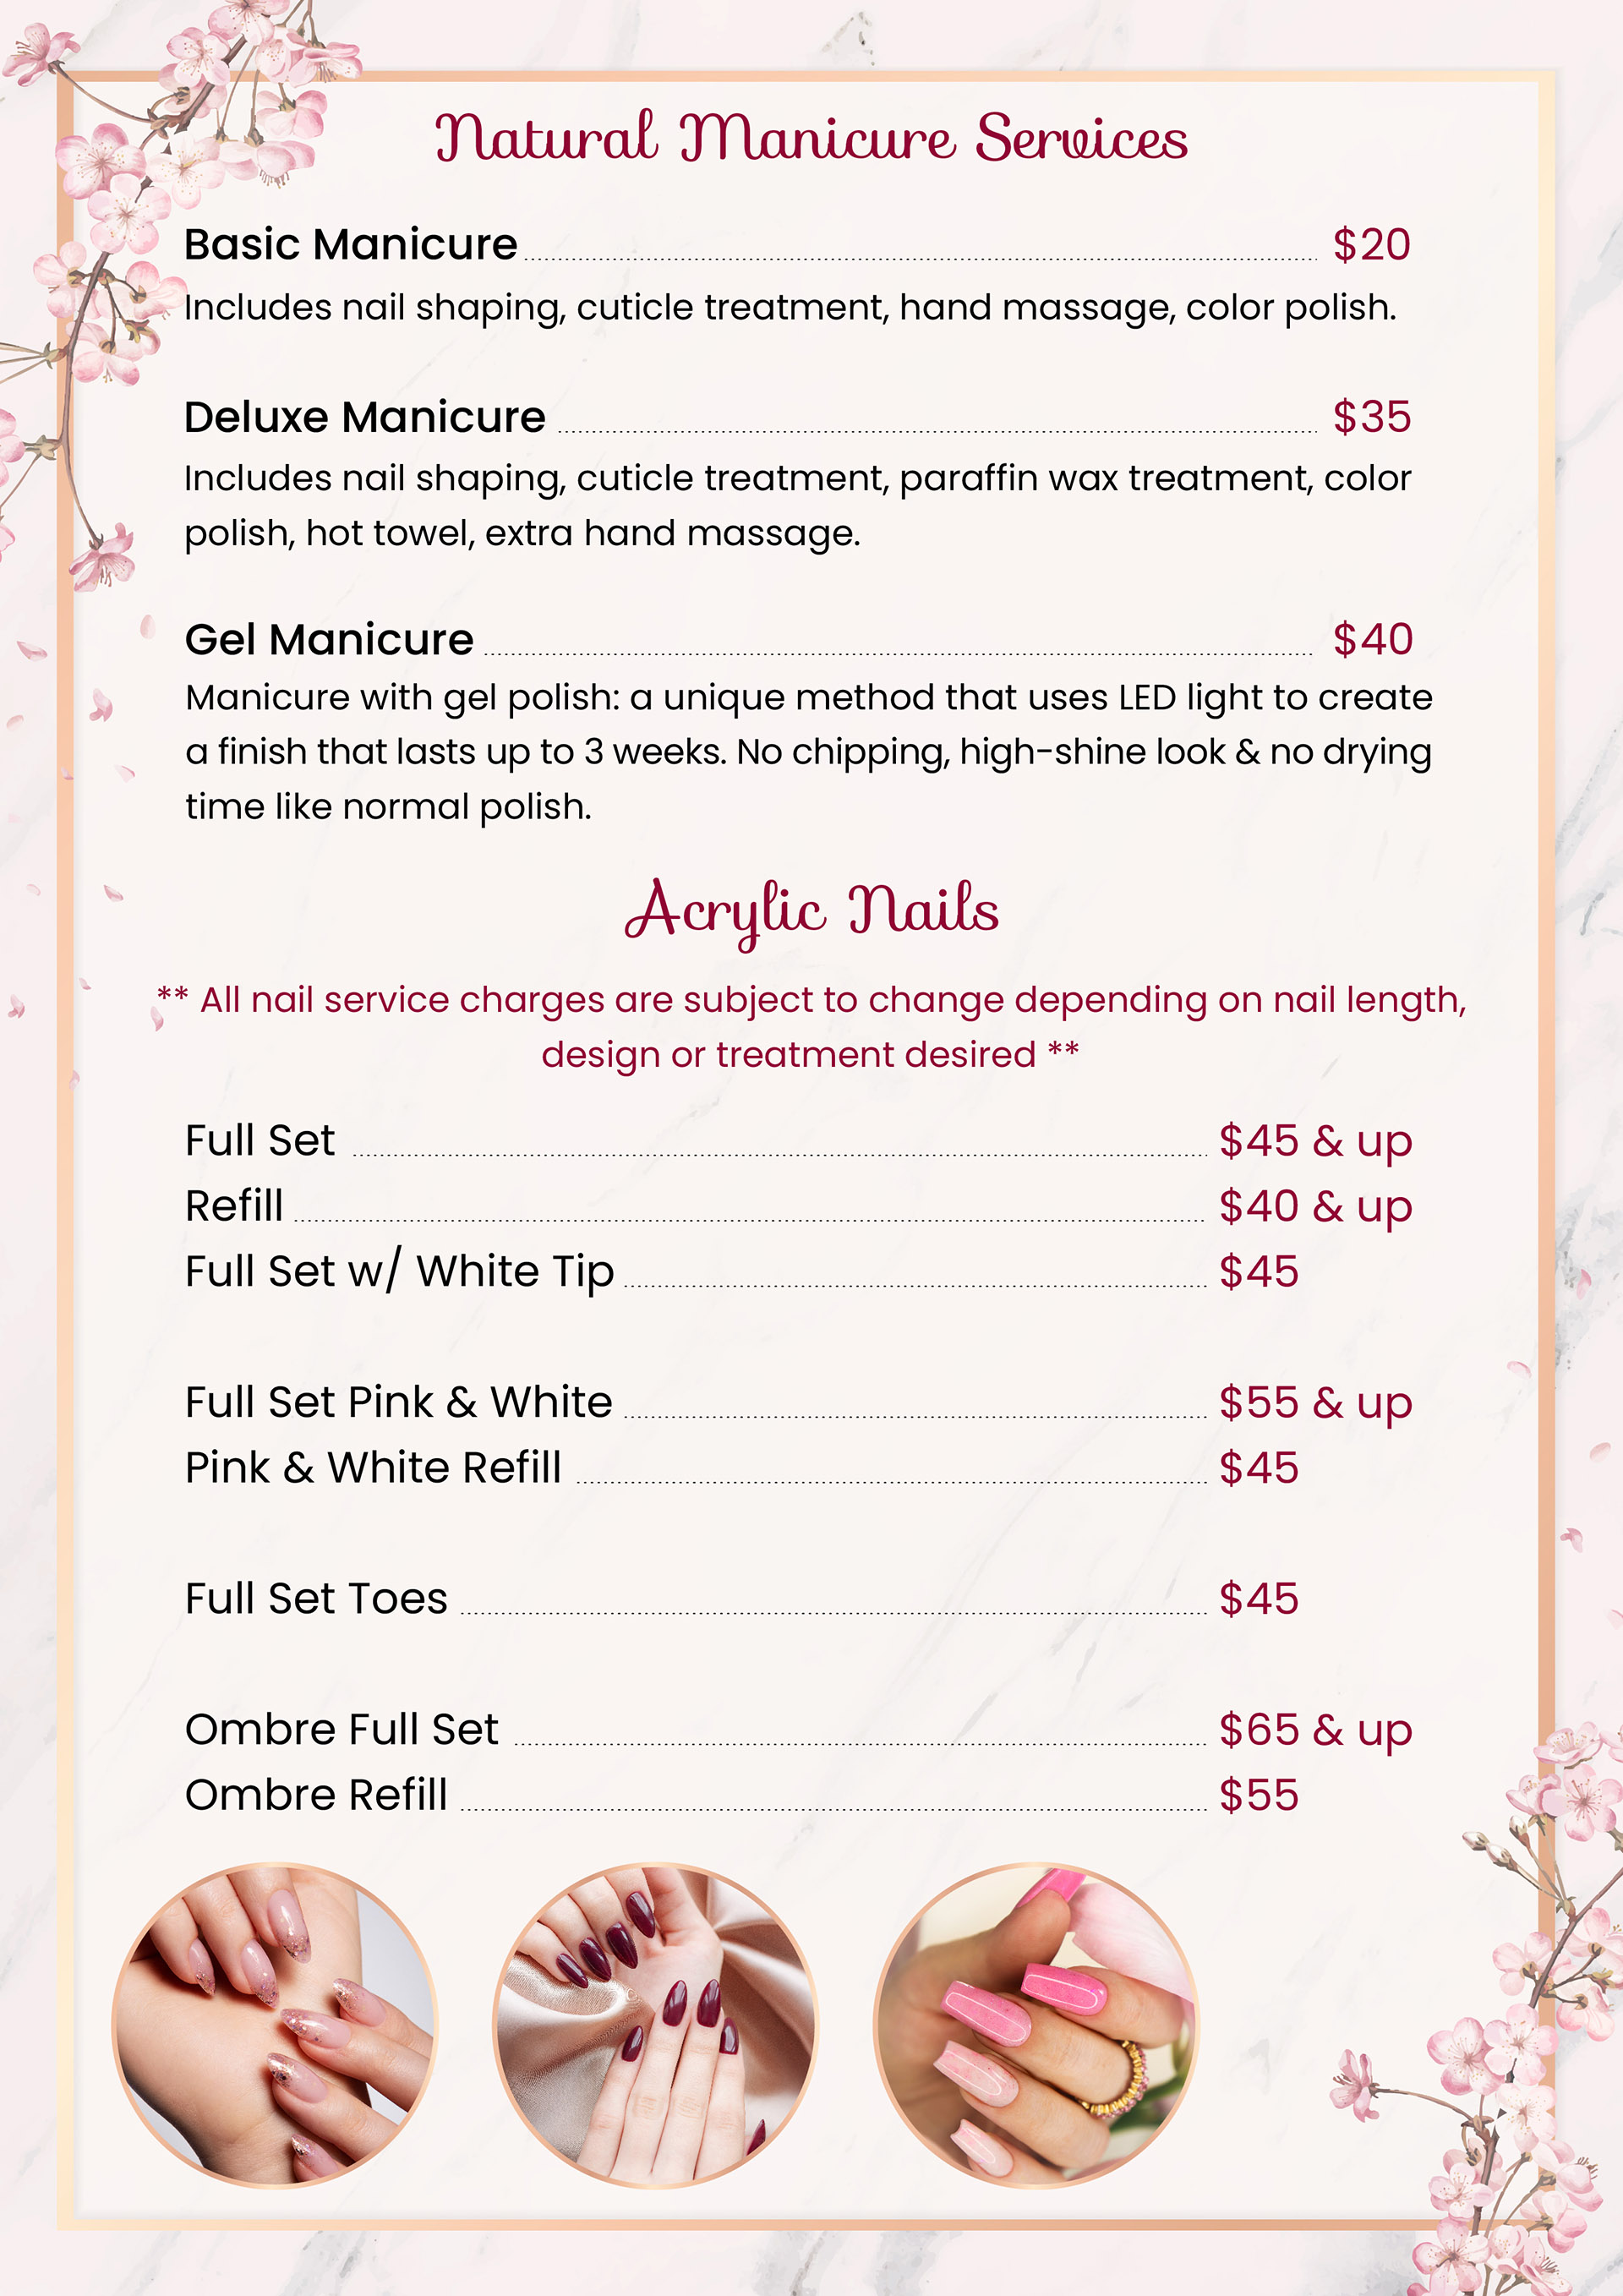 Natural Manicure Services
Basic Manicure $20
Includes nail shaping, cuticle treatment, hand massage, color polish.
Deluxe Manicure $35
Includes nail shaping, cuticle treatment, paraffin wax treatment, color
polish, hot towel, extra hand massage.
Gel Manicure $40
Manicure with gel polish: a unique method that uses LED light to create
a finish that lasts up to 3 weeks. No chipping, high-shine look & no drying
time like normal polish.
Acrylic Nails
** All nail service charges are subject to change depending on nail length,
design or treatment desired **
Full Set $45 & up
Refill $40 & up
Full Set w/ White Tip $45
Full Set Pink & White $55 & up
Pink & White Refill $45
Full Set Toes $45
Ombre Full Set $65 & up
Ombre Refill $55